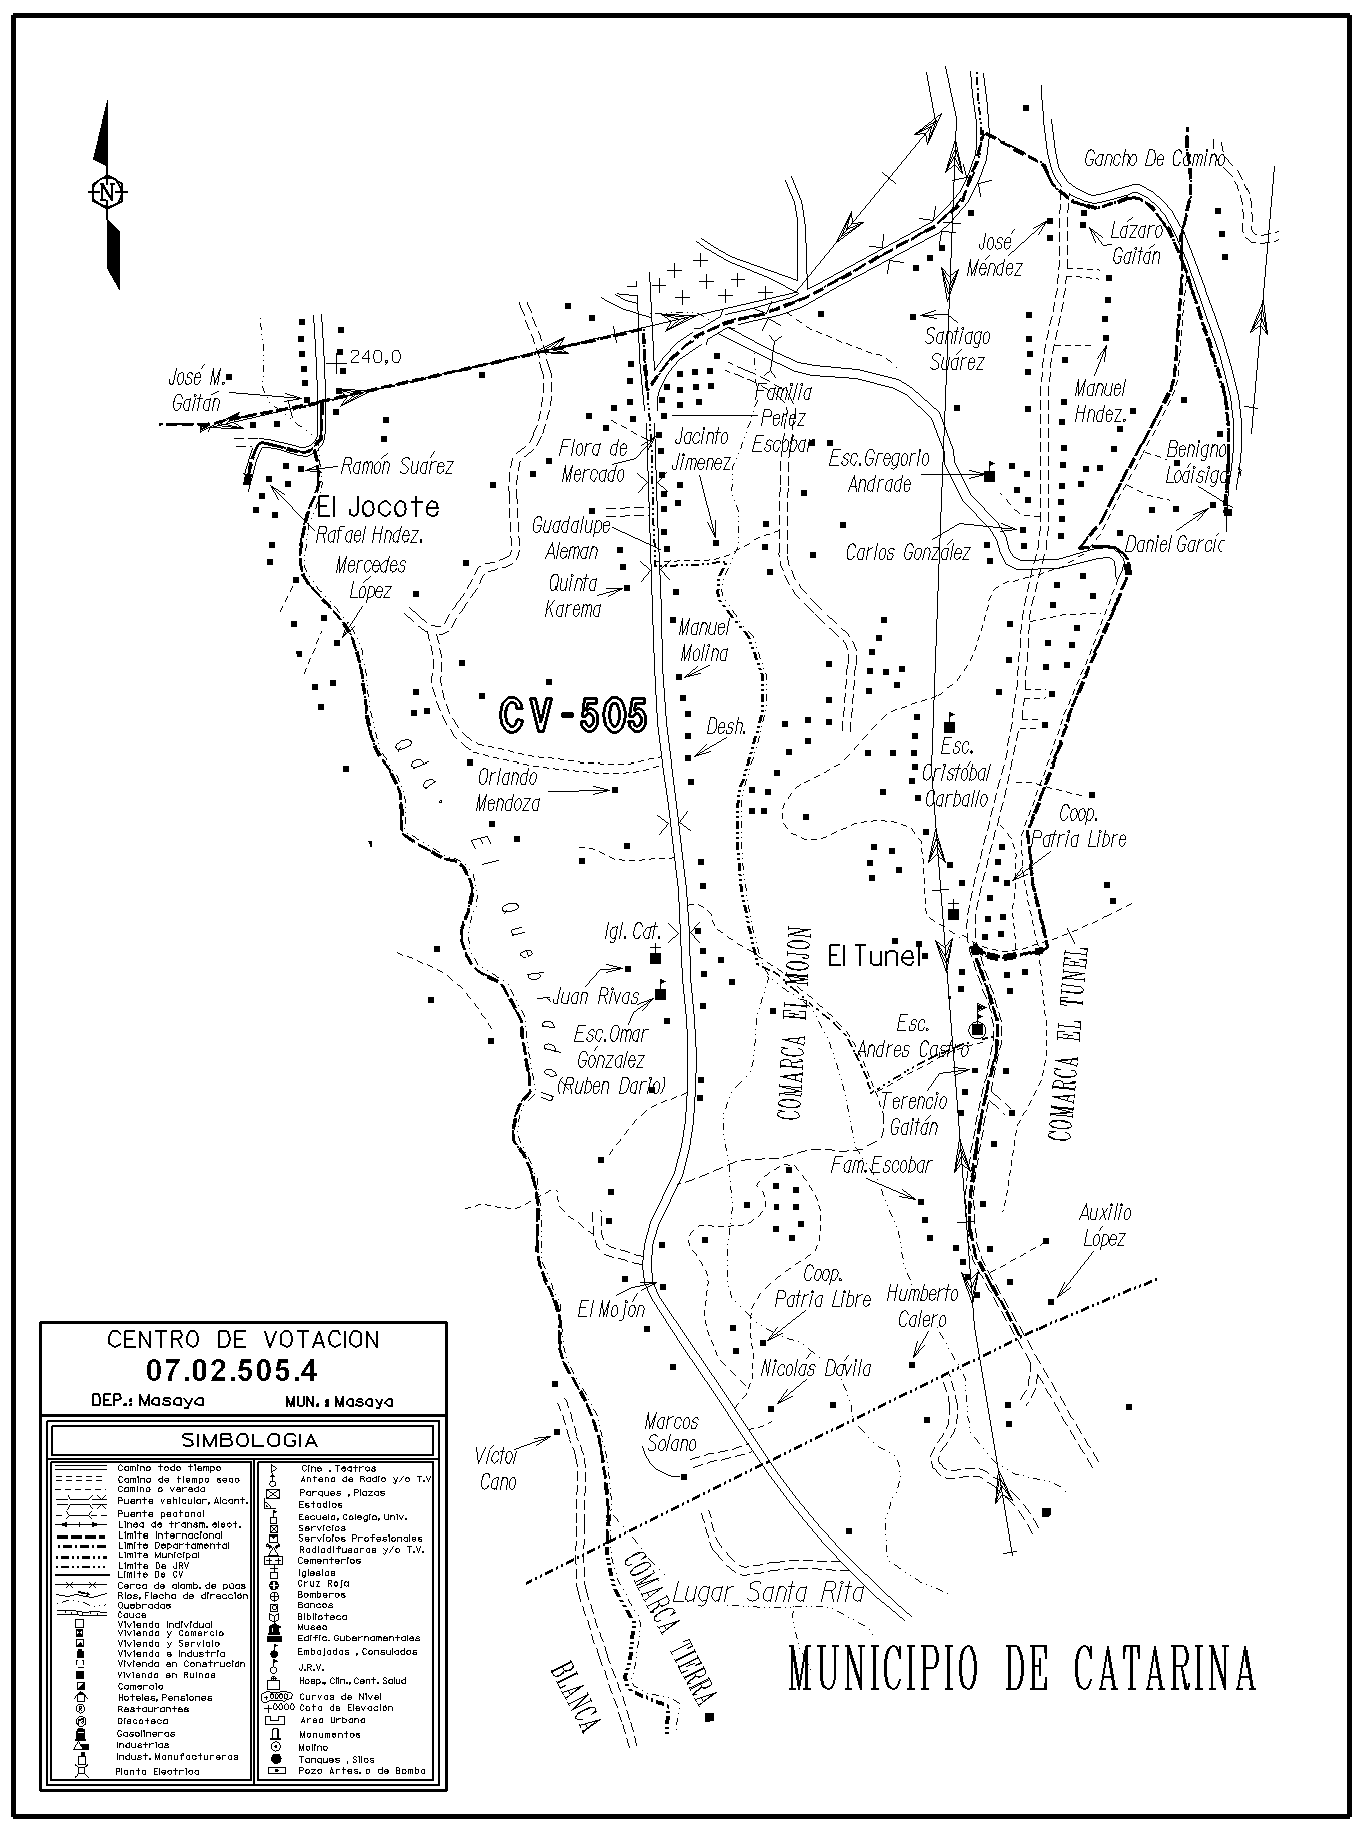 N
Gancho De Camino
José
Méndez
Lázaro
Gaitán
Santiago
Suárez
240,0
José M.
Gaitán
Manuel
Hndez.
Familia
Perez
Escobar
Flora de
Mercado
Jacinto
Jimenez
Esc.Gregorio
Andrade
Benigno
Loáisiga
Ramón Suárez
El Jocote
Rafael Hndez.
Guadalupe
Aleman
Carlos González
Daniel García
Mercedes
López
Quinta
Karema
Manuel
Molina
CV-505
Desh.
Esc.
Cristóbal
Carballo
Orlando
Mendoza
Coop.
Patria Libre
Qda. El Quebrado
Igl. Cat.
El Tunel
Juan Rivas
COMARCA EL MOJON
COMARCA EL TUNEL
Esc.Omar
Gónzalez
(Ruben Dario)
Esc.
Andres Castro
Terencio
Gaitán
Fam.Escobar
Auxilio
López
El Mojón
Coop.
Patria Libre
Humberto
Calero
Nicolas Dávila
Marcos
Solano
Víctor
Cano
Lugar Santa Rita
COMARCA TIERRA
BLANCA
MUNICIPIO DE CATARINA
CENTRO DE VOTACION
07.02.505.4
DEP.: Masaya MUN. : Masaya
SIMBOLOGIA
Camino todo tiempo
Camino de tiempo seco
Camino o vereda
Puente vehicular, Alcant.
Puente peatonal
Linea de transm. elect.
Limite Internacional
Limite Departamental
Limite Municipal
Limite De JRV
Limite De CV
Cerca de alamb. de púas
Rios, Flecha de dirección
Quebradas
Cauce
Vivienda Individual
Vivienda y Comercio
Vivienda y Servicio
Vivienda e Industria
Vivienda en Construción
Vivienda en Ruinas
Comercio
Hoteles, Pensiones
Restaurantes
Discoteca
Gasolineras
Industrias
Indust. Manufactureras
Planta Electrica
Cine , Teatros
Antena de Radio y/o T.V
Parques , Plazas
Estadios
Escuela, Colegio, Univ.
Servicios
Servicios Profesionales
Radiodifusoras y/o T.V.
Cementerios
Iglesias
Cruz Roja
Bomberos
Bancos
Biblioteca
Museo
Edific. Gubernamentales
Embajadas , Consulados
J.R.V.
Hosp., Clin., Cent. Salud
Curvas de Nivel
Cota de Elevación
Area Urbana
Monumentos
Molino
Tanques , Silos
Pozo Artes. o de Bomba